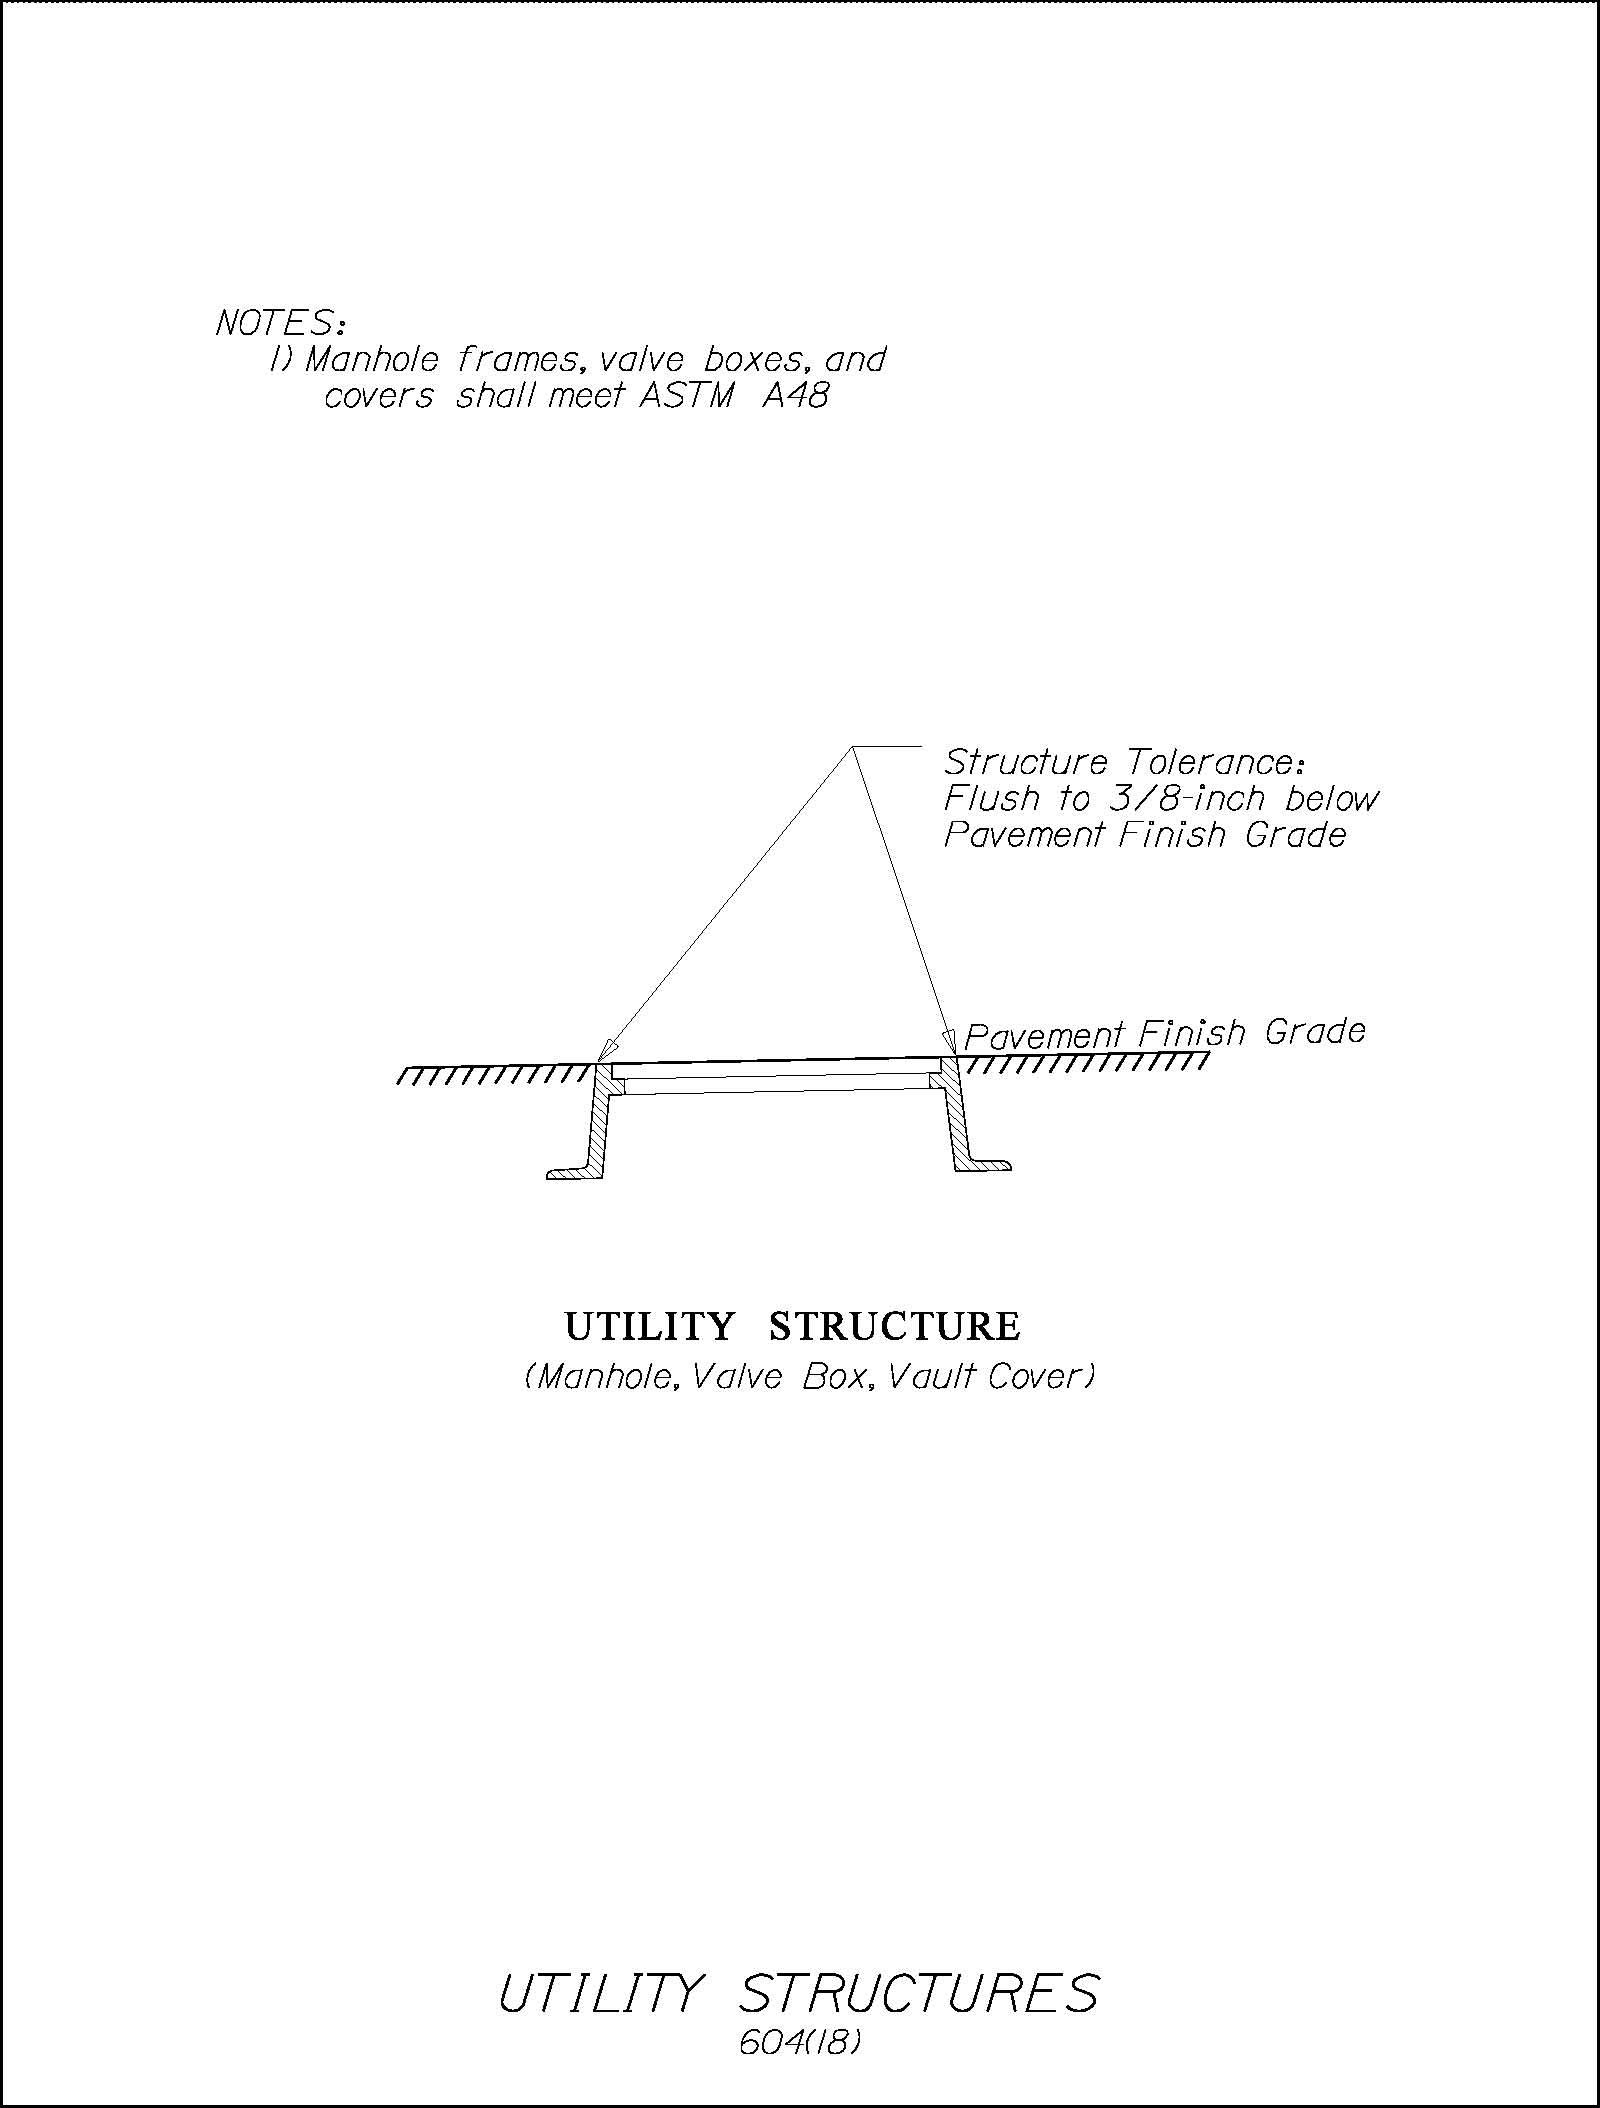 NOTES:
1) Manhole frames, valve boxes, and
covers shall meet ASTM A48
Structure Tolerance:
Flush to 3/8-inch below
Pavement Finish Grade
Pavement Finish Grade
UTILITY STRUCTURE
(Manhole, Valve Box, Vault Cover)
UTILITY STRUCTURES
604(18)